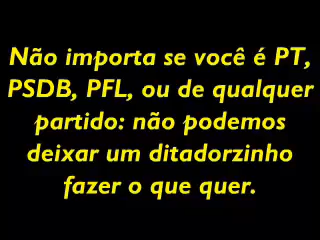 Não importa se você é PT,
PSDB, PFL, ou de qualquer
partido: não podemos
deixar um ditadorzinho
fazer o que quer.